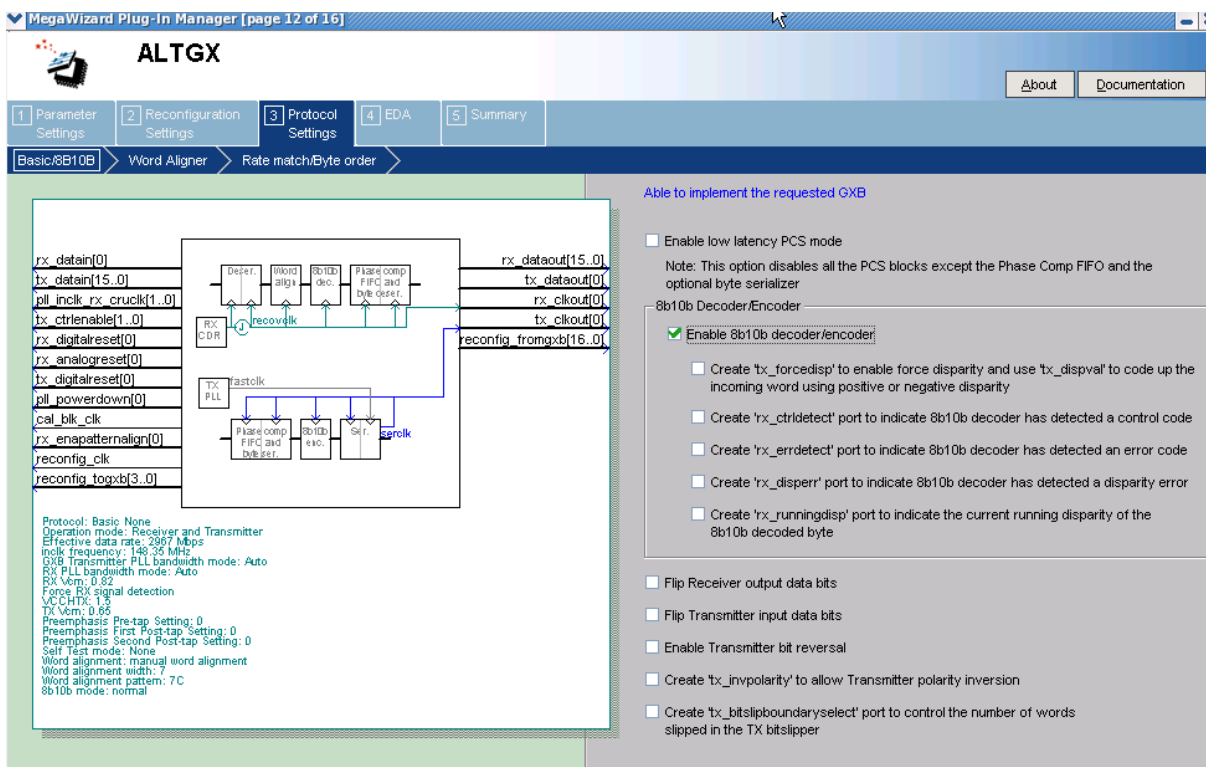 MegaWizard Plug-In Manager [page 12 of 16]
ALTGX
About
Documentation
1 Parameter Settings
2 Reconfiguration Settings
3 Protocol Settings
4 EDA
5 Summary
Basic/8B10B
Word Aligner
Rate match/Byte order
rx_datain[0]
tx_datain[15..0]
pll_inclk_rx_cruclk[1..0]
tx_ctrlenable[1..0]
rx_digitalreset[0]
rx_analogreset[0]
tx_digitalreset[0]
pll_powerdown[0]
cal_blk_clk
rx_enapatternalign[0]
reconfig_clk
reconfig_togxb[3..0]
Deser.
Word
align
8b10b
dec.
Phase comp
FIFO and
byte deser.
RX
CDR
recovclk
TX
PLL
fastclk
Phase comp
FIFO and
byte ser.
8b10b
enc.
Ser.
serclk
rx_dataout[15..0]
tx_dataout[0]
rx_clkout[0]
tx_clkout[0]
reconfig_fromgxb[16..0]
Protocol: Basic None
Operation mode: Receiver and Transmitter
Effective data rate: 2967 Mbps
inclk frequency: 148.35 MHz
GXB Transmitter PLL bandwidth mode: Auto
RX PLL bandwidth mode: Auto
RX Vcm: 0.82
Force RX signal detection
VCCHTX: 1.5
TX Vcm: 0.65
Preemphasis Pre-tap Setting: 0
Preemphasis First Post-tap Setting: 0
Preemphasis Second Post-tap Setting: 0
Self Test mode: None
Word alignment: manual word alignment
Word alignment width: 7
Word alignment pattern: 7C
8b10b mode: normal
Able to implement the requested GXB
Enable low latency PCS mode
Note: This option disables all the PCS blocks except the Phase Comp FIFO and the
optional byte serializer
8b10b Decoder/Encoder
Enable 8b10b decoder/encoder
Create 'tx_forcedisp' to enable force disparity and use 'tx_dispval' to code up the
incoming word using positive or negative disparity
Create 'rx_ctrldetect' port to indicate 8b10b decoder has detected a control code
Create 'rx_errdetect' port to indicate 8b10b decoder has detected an error code
Create 'rx_disperr' port to indicate 8b10b decoder has detected a disparity error
Create 'rx_runningdisp' port to indicate the current running disparity of the
8b10b decoded byte
Flip Receiver output data bits
Flip Transmitter input data bits
Enable Transmitter bit reversal
Create 'tx_invpolarity' to allow Transmitter polarity inversion
Create 'tx_bitslipboundaryselect' port to control the number of words
slipped in the TX bitslipper